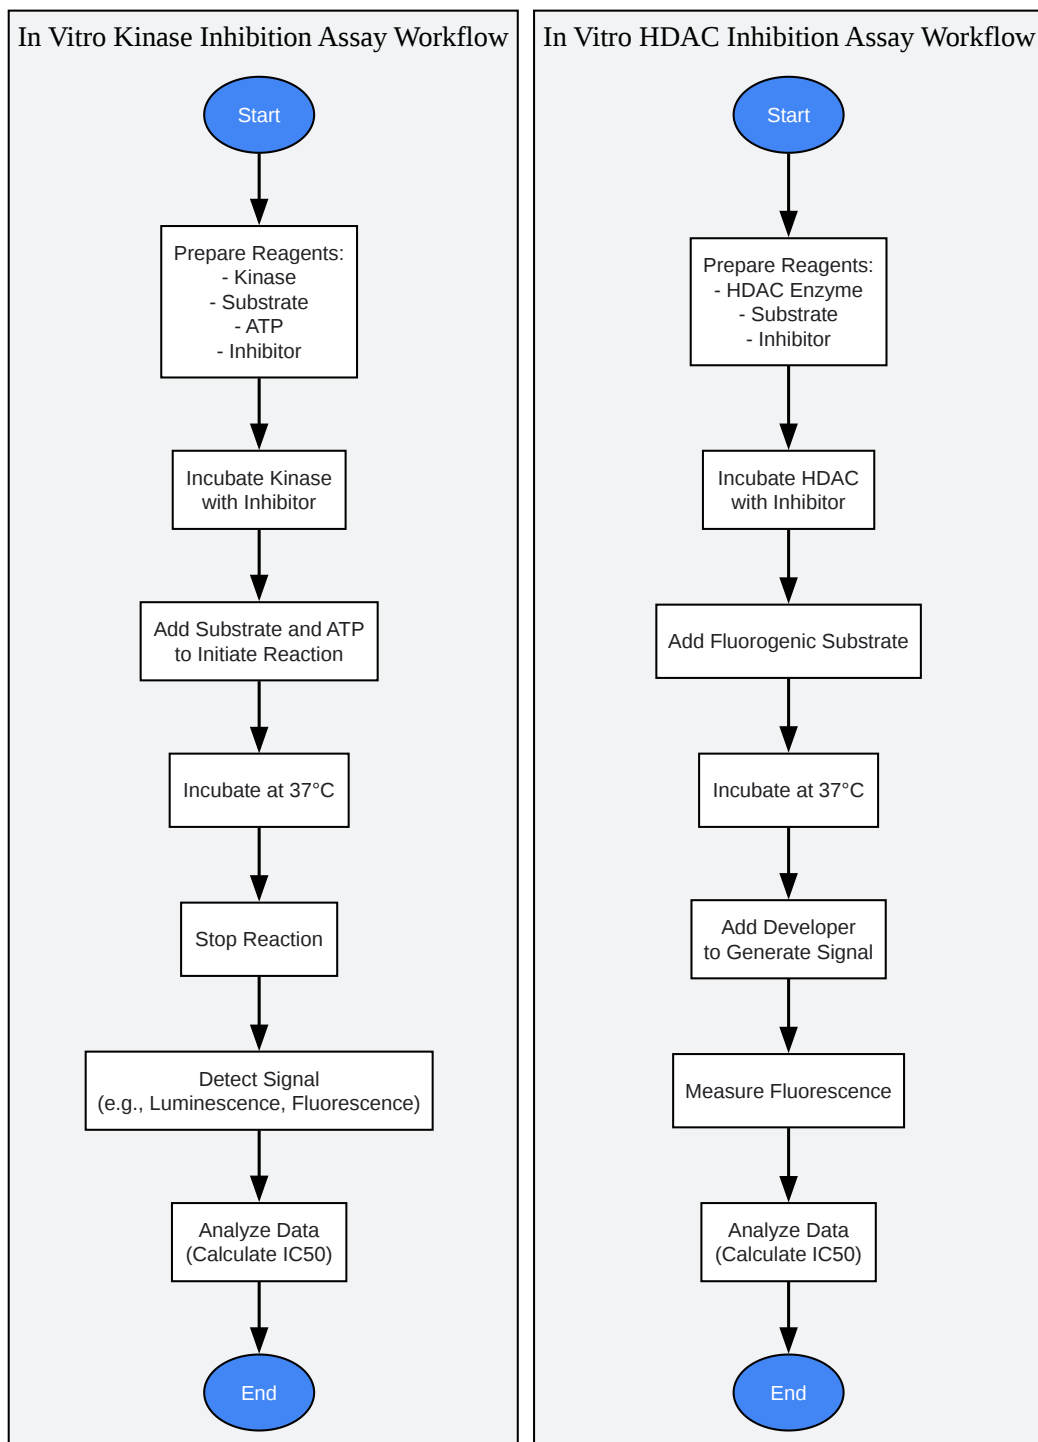 In Vitro Kinase Inhibition Assay Workflow
Start
Prepare Reagents:
- Kinase
- Substrate
- ATP
- Inhibitor
Incubate Kinase
with Inhibitor
Add Substrate and ATP
to Initiate Reaction
Incubate at 37°C
Stop Reaction
Detect Signal
(e.g., Luminescence, Fluorescence)
Analyze Data
(Calculate IC50)
End
In Vitro HDAC Inhibition Assay Workflow
Start
Prepare Reagents:
- HDAC Enzyme
- Substrate
- Inhibitor
Incubate HDAC
with Inhibitor
Add Fluorogenic Substrate
Incubate at 37°C
Add Developer
to Generate Signal
Measure Fluorescence
Analyze Data
(Calculate IC50)
End